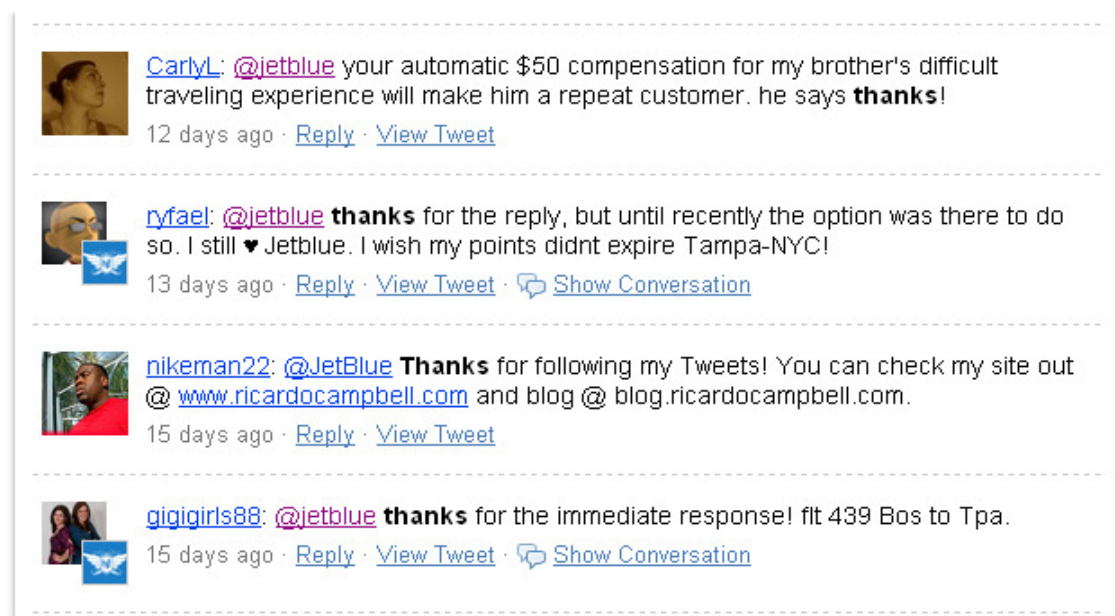 CarlyL: @jetblue your automatic $50 compensation for my brother's difficult
traveling experience will make him a repeat customer. he says thanks!
12 days ago · Reply · View Tweet
ryfael: @jetblue thanks for the reply, but until recently the option was there to do
so. I still ♥ Jetblue. I wish my points didnt expire Tampa-NYC!
13 days ago · Reply · View Tweet · Show Conversation
nikeman22: @JetBlue Thanks for following my Tweets! You can check my site out
@ www.ricardocampbell.com and blog @ blog.ricardocampbell.com.
15 days ago · Reply · View Tweet
gigigirls88: @jetblue thanks for the immediate response! flt 439 Bos to Tpa.
15 days ago · Reply · View Tweet · Show Conversation